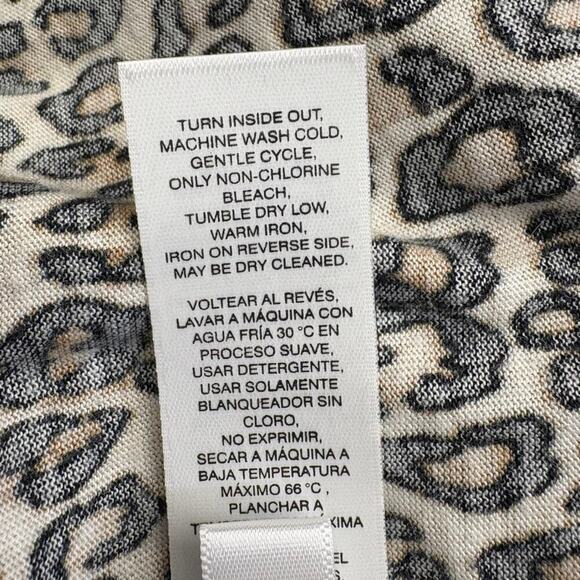 TURN INSIDE OUT,
MACHINE WASH COLD,
GENTLE CYCLE,
ONLY NON-CHLORINE
BLEACH,
TUMBLE DRY LOW,
WARM IRON,
IRON ON REVERSE SIDE,
MAY BE DRY CLEANED.
VOLTEAR AL REVÉS,
LAVAR A MÁQUINA CON
AGUA FRÍA 30 °C EN
PROCESO SUAVE,
USAR DETERGENTE,
USAR SOLAMENTE
BLANQUEADOR SIN
CLORO,
NO EXPRIMIR,
SECAR A MÁQUINA A
BAJA TEMPERATURA
MÁXIMO 66 °C ,
PLANCHAR A